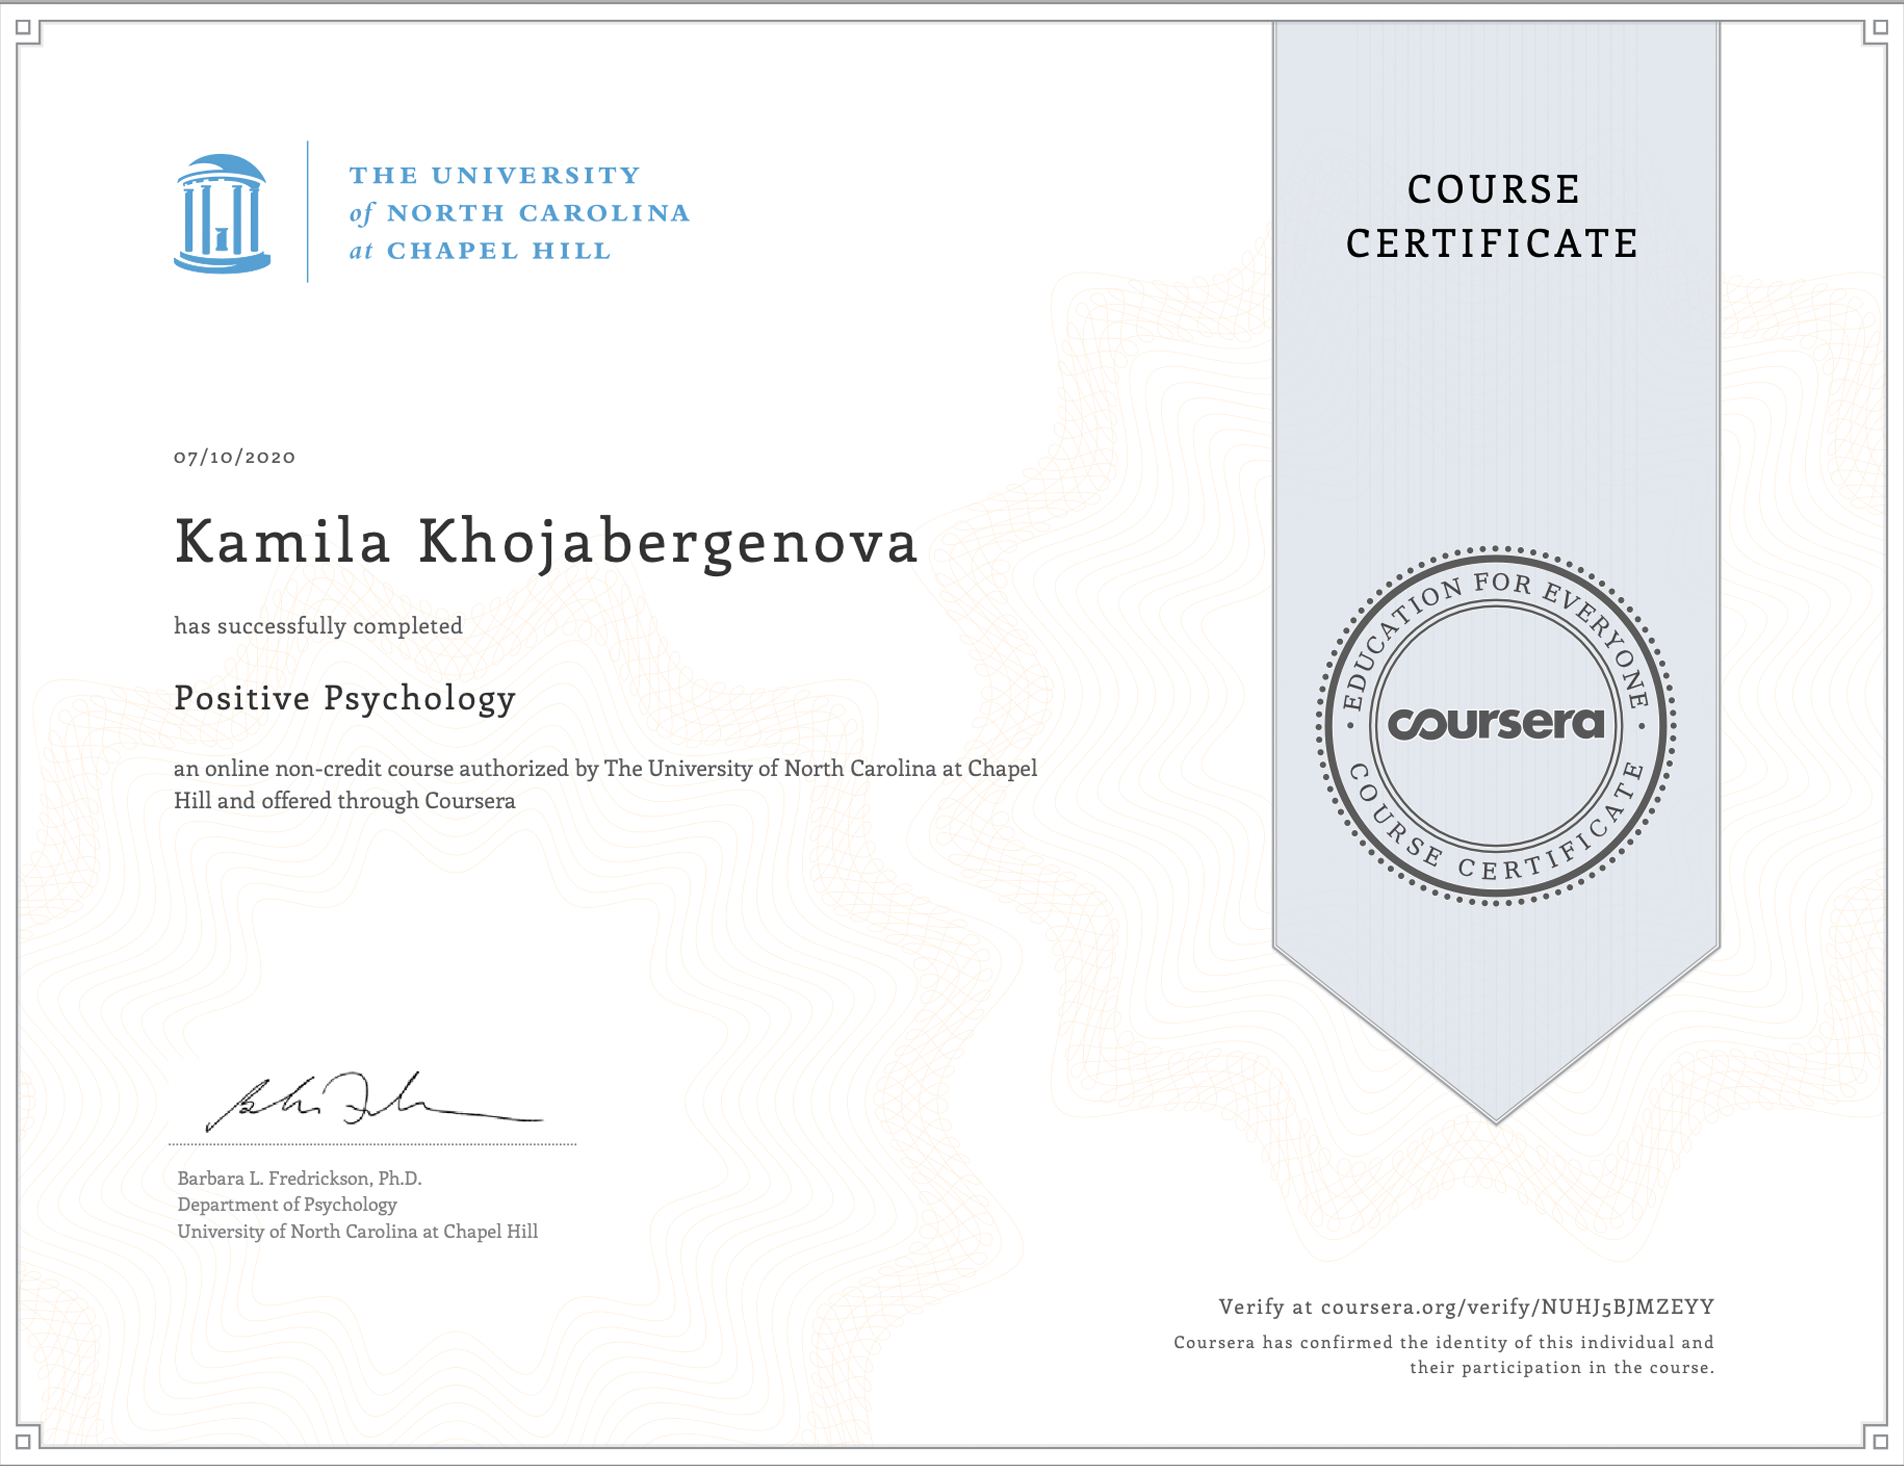 THE UNIVERSITY
of NORTH CAROLINA
at CHAPEL HILL
COURSE
CERTIFICATE
07/10/2020
Kamila Khojabergenova
has successfully completed
Positive Psychology
an online non-credit course authorized by The University of North Carolina at Chapel
Hill and offered through Coursera
EDUCATION FOR EVERYONE
coursera
COURSE CERTIFICATE
Barbara L. Fredrickson, Ph.D.
Department of Psychology
University of North Carolina at Chapel Hill
Verify at coursera.org/verify/NUHJ5BJMZEYY
Coursera has confirmed the identity of this individual and
their participation in the course.